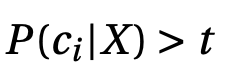 P(c_i|X) > t